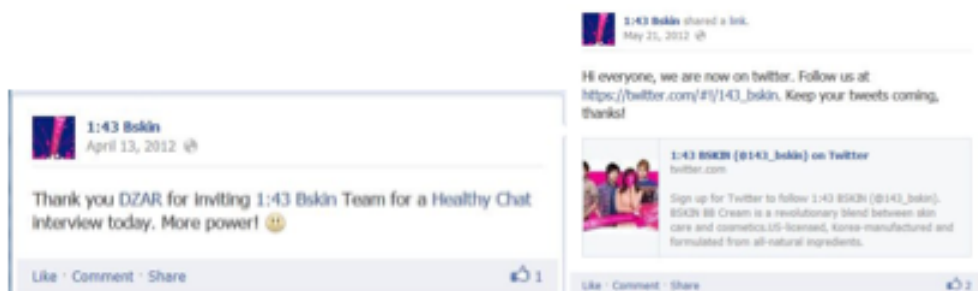 1:43 Bskin
April 13, 2012
Thank you DZAR for inviting 1:43 Bskin Team for a Healthy Chat
interview today. More power!
Like · Comment · Share
1
1:43 Bskin shared a link.
May 21, 2012
Hi everyone, we are now on twitter. Follow us at
https://twitter.com/#!/143_bskin. Keep your tweets coming,
thanks!
1:43 BSKIN (@143_bskin) on Twitter
twitter.com
Sign up for Twitter to follow 1:43 BSKIN (@143_bskin).
BSKIN BB Cream is a revolutionary blend between skin
care and cosmetics.US-licensed, Korea-manufactured and
formulated from all-natural ingredients.
Like · Comment · Share
2